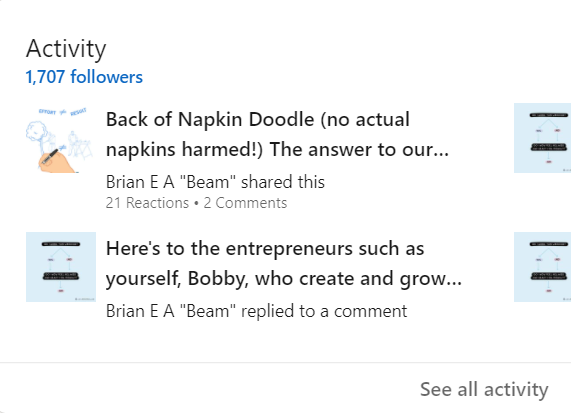 Activity
1,707 followers
EFFORT vs RESULT
Back of Napkin Doodle (no actual
napkins harmed!) The answer to our...
Brian E A "Beam" shared this
21 Reactions • 2 Comments
Here's to the entrepreneurs such as
yourself, Bobby, who create and grow...
Brian E A "Beam" replied to a comment
See all activity